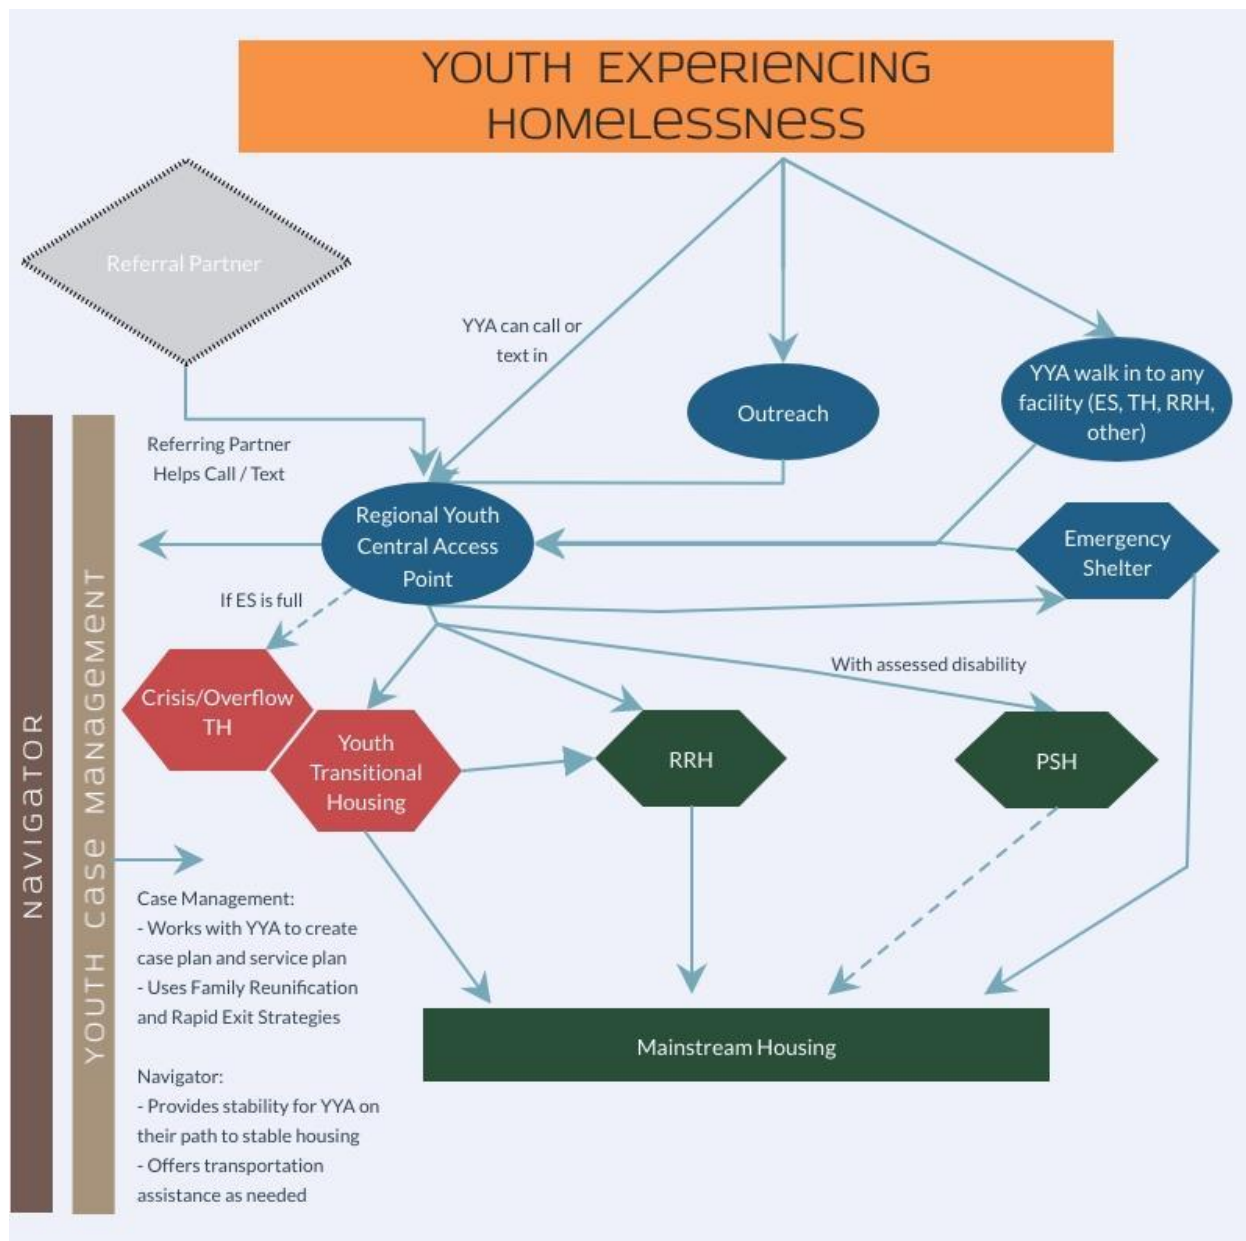 YOUTH EXPERIENCING
HOMELESSNESS
Referral Partner
YYA can call or
text in
Outreach
YYA walk in to any
facility (ES, TH, RRH,
other)
Referring Partner
Helps Call / Text
Regional Youth
Central Access
Point
Emergency
Shelter
If ES is full
With assessed disability
Crisis/Overflow
TH
Youth
Transitional
Housing
RRH
PSH
NAVIGATOR
YOUTH CASE MANAGEMENT
Case Management:
- Works with YYA to create
case plan and service plan
- Uses Family Reunification
and Rapid Exit Strategies
Navigator:
- Provides stability for YYA on
their path to stable housing
- Offers transportation
assistance as needed
Mainstream Housing